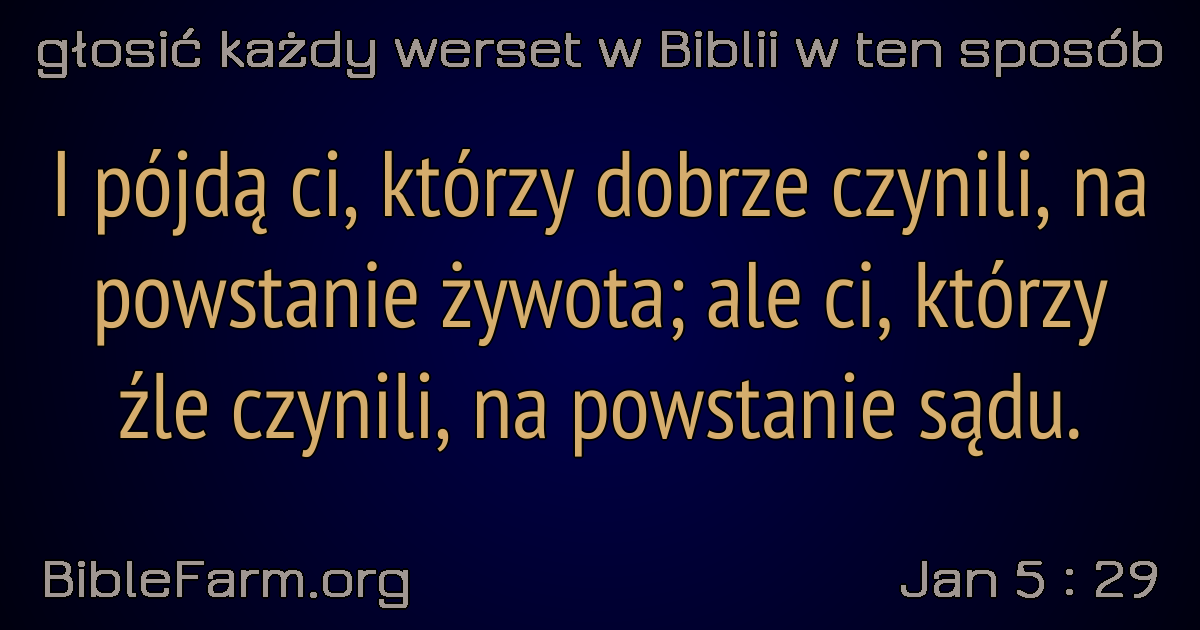 głosić każdy werset w Biblii w ten sposób
I pójdą ci, którzy dobrze czynili, na
powstanie żywota; ale ci, którzy
źle czynili, na powstanie sądu.
BibleFarm.org
Jan 5 : 29